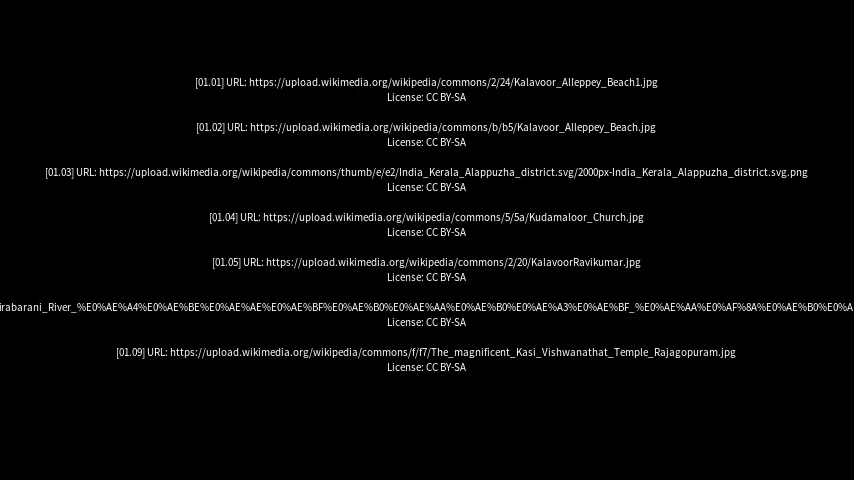 [01.01] URL: https://upload.wikimedia.org/wikipedia/commons/2/24/Kalavoor_Alleppey_Beach1.jpg
License: CC BY-SA
[01.02] URL: https://upload.wikimedia.org/wikipedia/commons/b/b5/Kalavoor_Alleppey_Beach.jpg
License: CC BY-SA
[01.03] URL: https://upload.wikimedia.org/wikipedia/commons/thumb/e/e2/India_Kerala_Alappuzha_district.svg/2000px-India_Kerala_Alappuzha_district.svg.png
License: CC BY-SA
[01.04] URL: https://upload.wikimedia.org/wikipedia/commons/5/5a/Kudamaloor_Church.jpg
License: CC BY-SA
[01.05] URL: https://upload.wikimedia.org/wikipedia/commons/2/20/KalavoorRavikumar.jpg
License: CC BY-SA
irabarani_River_%E0%AE%A4%E0%AE%BE%E0%AE%AE%E0%AE%BF%E0%AE%B0%E0%AE%AA%E0%AE%B0%E0%AE%A3%E0%AE%BF_%E0%AE%AA%E0%AF%8A%E0%AE%B0%E0%A
License: CC BY-SA
[01.09] URL: https://upload.wikimedia.org/wikipedia/commons/f/f7/The_magnificent_Kasi_Vishwanathat_Temple_Rajagopuram.jpg
License: CC BY-SA